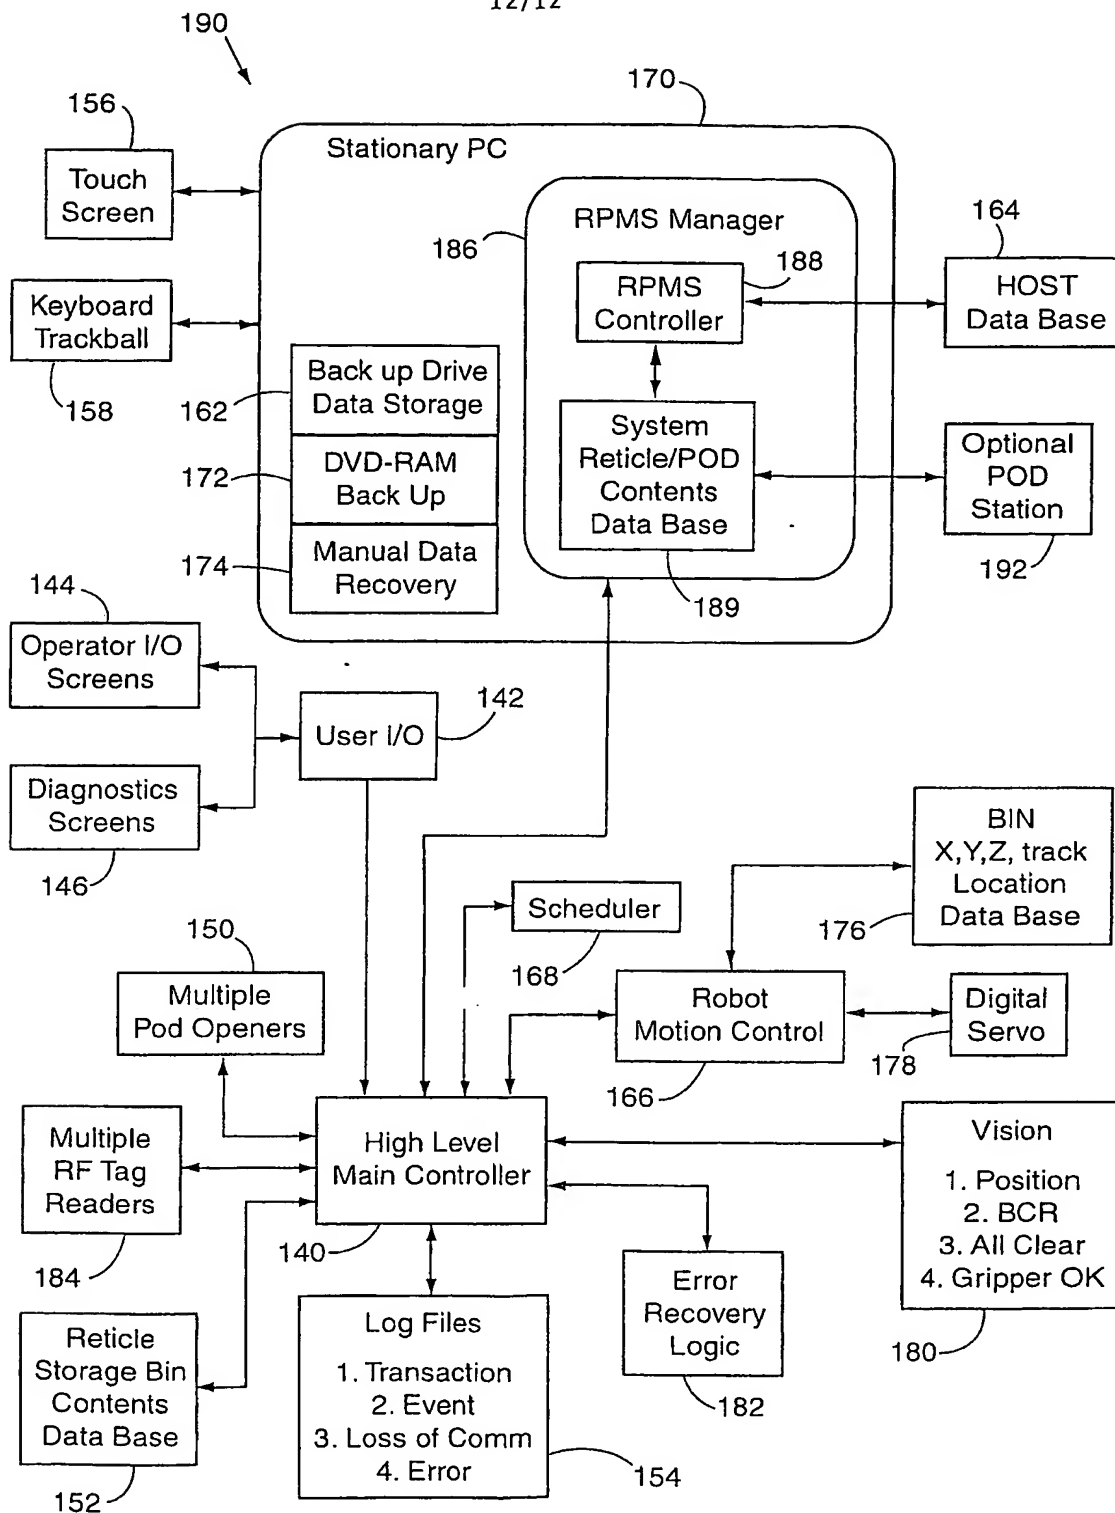 12/12
190
156
170
Touch
Screen
Stationary PC
RPMS Manager
186
164
188
RPMS
Controller
HOST
Data Base
Keyboard
Trackball
158
162
Back up Drive
Data Storage
172
DVD-RAM
Back Up
174
Manual Data
Recovery
System
Reticle/POD
Contents
Data Base
189
Optional
POD
Station
192
144
Operator I/O
Screens
142
User I/O
Diagnostics
Screens
146
BIN
X,Y,Z, track
Location
Data Base
176
Scheduler
168
150
Multiple
Pod Openers
Robot
Motion Control
166
Digital
Servo
178
Multiple
RF Tag
Readers
184
High Level
Main Controller
140
Vision
1. Position
2. BCR
3. All Clear
4. Gripper OK
180
Error
Recovery
Logic
182
Reticle
Storage Bin
Contents
Data Base
152
Log Files
1. Transaction
2. Event
3. Loss of Comm
4. Error
154